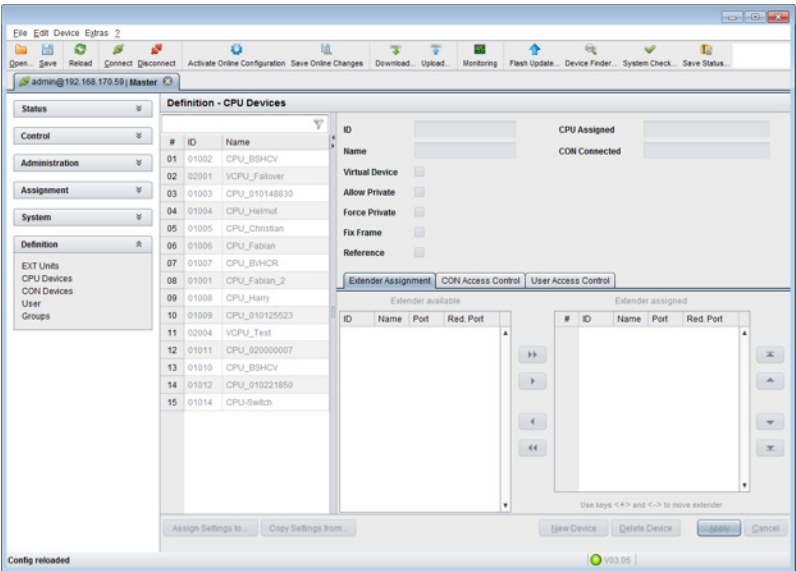 File Edit Device Extras ?
Open... Save Reload Connect Disconnect Activate Online Configuration Save Online Changes Download... Upload... Monitoring Flash Update... Device Finder... System Check... Save Status...
admin@192.168.170.59 | Master
Status
Control
Administration
Assignment
System
Definition
EXT Units
CPU Devices
CON Devices
User
Groups
Definition - CPU Devices
# ID Name
01 01002 CPU_BSHCV
02 02001 VCPU_Failover
03 01003 CPU_010148830
04 01004 CPU_Helmut
05 01005 CPU_Christian
06 01006 CPU_Fabian
07 01007 CPU_BVHCR
08 01001 CPU_Fabian_2
09 01008 CPU_Harry
10 01009 CPU_010125523
11 02004 VCPU_Test
12 01011 CPU_020000007
13 01010 CPU_BSHCV
14 01012 CPU_010221850
15 01014 CPU-Switch
ID CPU Assigned
Name CON Connected
Virtual Device
Allow Private
Force Private
Fix Frame
Reference
Extender Assignment CON Access Control User Access Control
Extender available Extender assigned
ID Name Port Red. Port # ID Name Port Red. Port
Use keys <+> and <-> to move extender
Assign Settings to... Copy Settings from... New Device Delete Device Apply Cancel
Config reloaded V03.05